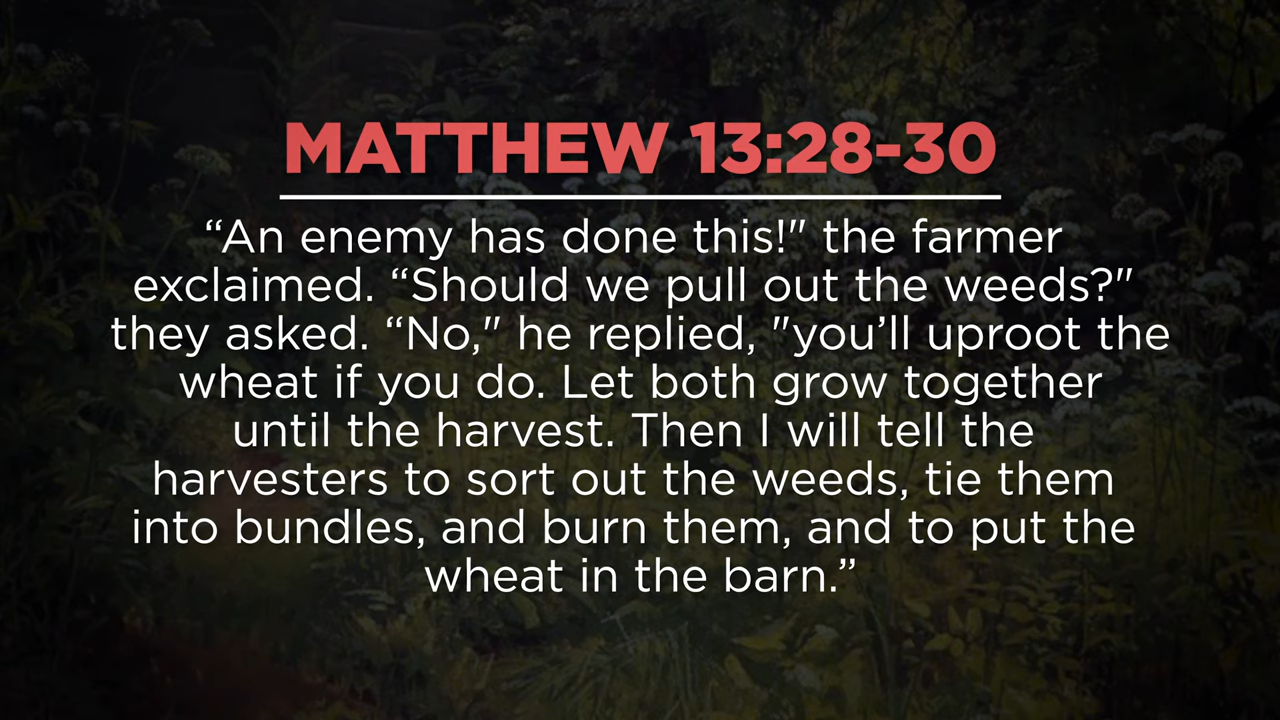 MATTHEW 13:28-30
“An enemy has done this!" the farmer
exclaimed. “Should we pull out the weeds?"
they asked. “No," he replied, "you’ll uproot the
wheat if you do. Let both grow together
until the harvest. Then I will tell the
harvesters to sort out the weeds, tie them
into bundles, and burn them, and to put the
wheat in the barn.”